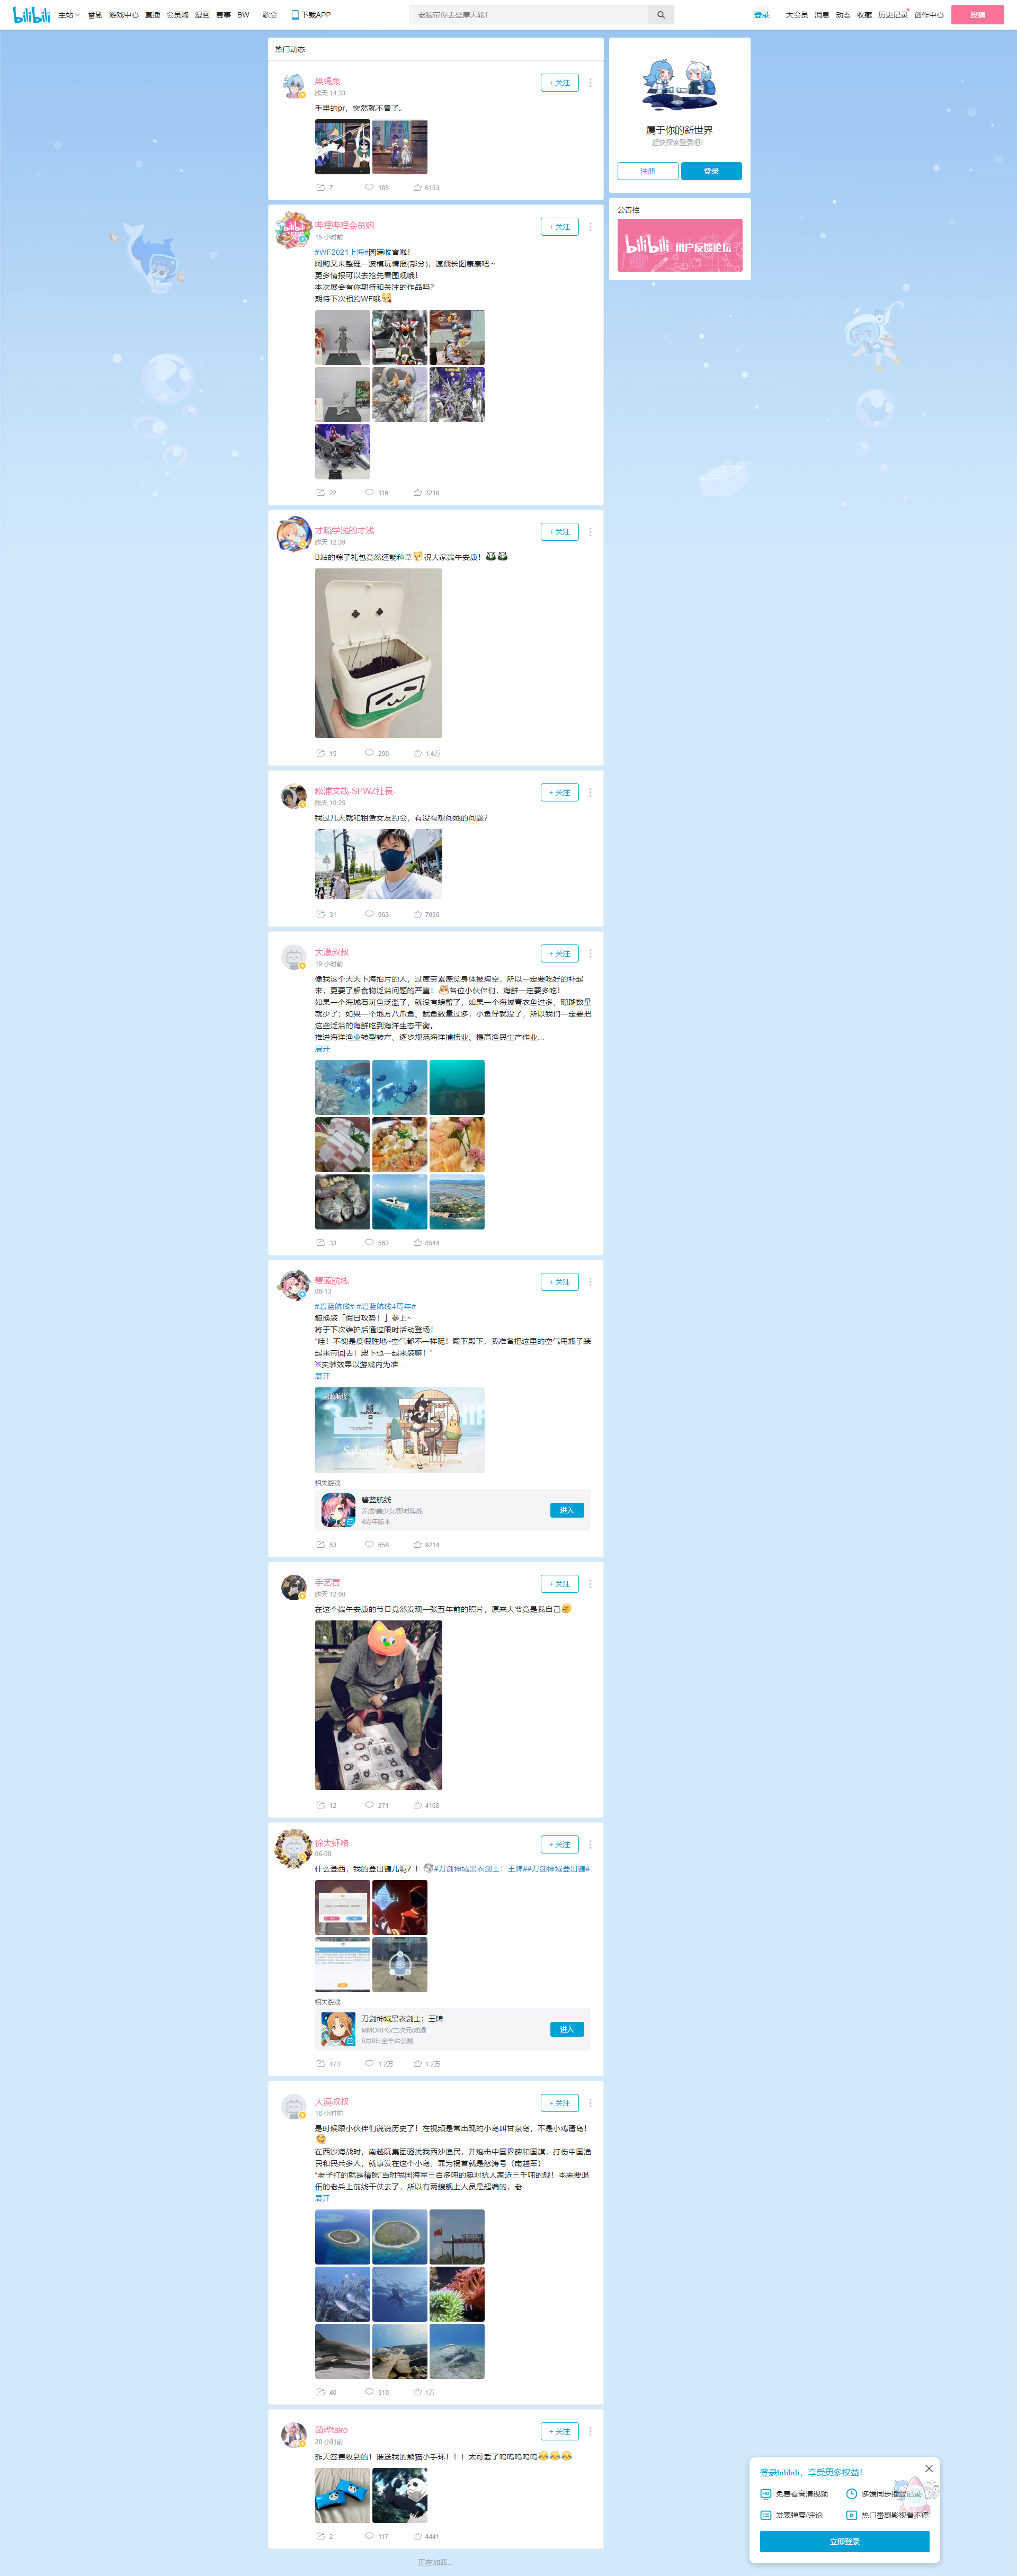 bilibili 主站 番剧 游戏中心 直播 会员购 漫画 赛事 BW 歌会 下载APP 老狼带你去坐摩天轮! 登录 大会员 消息 动态 收藏 历史记录 创作中心 投稿
热门动态
果蝇轰
昨天 14:33
+ 关注
手里的pr，突然就不香了。
7 185 6153
属于你的新世界
赶快探索登录吧!
注册 登录
公告栏
bilibili 用户反馈论坛
哔哩哔哩会员购
15 小时前
+ 关注
#WF2021上海#圆满收官啦！
阿购又来整理一波模玩情报(部分)，速戳长图康康吧～
更多情报可以去抢先看围观哦！
本次展会有你期待和关注的作品吗？
期待下次相约WF哦
22 116 3218
才疏学浅的才浅
昨天 12:39
+ 关注
B站的粽子礼包竟然还能种草祝大家端午安康！
15 290 1.4万
松浦文哉-SPWZ社長-
昨天 10:25
+ 关注
我过几天就和租赁女友约会，有没有想问她的问题？
31 963 7056
大漠叔叔
19 小时前
+ 关注
像我这个天天下海拍片的人，过度劳累感觉身体被掏空，所以一定要吃好的补起
来，更要了解食物泛滥问题的严重！各位小伙伴们，海鲜一定要多吃！
如果一个海域石斑鱼泛滥了，就没有螃蟹了，如果一个海域青衣鱼过多，珊瑚数量
就少了；如果一个地方八爪鱼、鱿鱼数量过多，小鱼仔就没了，所以我们一定要把
这些泛滥的海鲜吃到海洋生态平衡。
推进海洋渔业转型转产、逐步规范海洋捕捞业、提高渔民生产作业...
展开
33 562 8544
碧蓝航线
06-13
+ 关注
#碧蓝航线# #碧蓝航线4周年#
将于下次维护后通过限时活动登场！
“哇！不愧是度假胜地~空气都不一样呢！殿下殿下，我准备把这里的空气用瓶子装
起来带回去！殿下也一起来装嘛！”
※实装效果以游戏内为准 ...
展开
相关游戏
碧蓝航线
养成/美少女/即时海战
4周年版本
进入
53 658 9214
手艺贾
昨天 12:00
+ 关注
在这个端午安康的节日竟然发现一张五年前的照片，原来大爷竟是我自己
12 271 4168
徐大虾咯
06-09
+ 关注
什么登西，我的登出键儿呢？！#刀剑神域黑衣剑士：王牌##刀剑神域登出键#
相关游戏
刀剑神域黑衣剑士：王牌
MMORPG/二次元/动漫
6月9日全平台公测
进入
473 1.2万 1.2万
大漠叔叔
16 小时前
+ 关注
是时候跟小伙伴们说说历史了！在视频是常出现的小岛叫甘泉岛，不是小鸡蛋岛！
在西沙海战时，南越阮集团骚扰我西沙渔民，并炮击中国界碑和国旗，打伤中国渔
民和民兵多人，就事发在这个小岛，罪为祸首就是怒涛号（南越军）
“老子打的就是精锐”当时我国海军三百多吨的艇对抗人家近三千吨的舰！本来要退
伍的老兵上前线干仗去了，所以有两艘舰上人员是超编的，老...
展开
40 510 1万
菌烨tako
20 小时前
+ 关注
昨天签售收到的！谁送我的熊猫小手环！！！太可爱了呜呜呜呜呜
2 117 4441
正在加载...
登录bilibili，享受更多权益！
免费看高清视频 多端同步播放记录
发表弹幕/评论 热门番剧影视看不停
立即登录